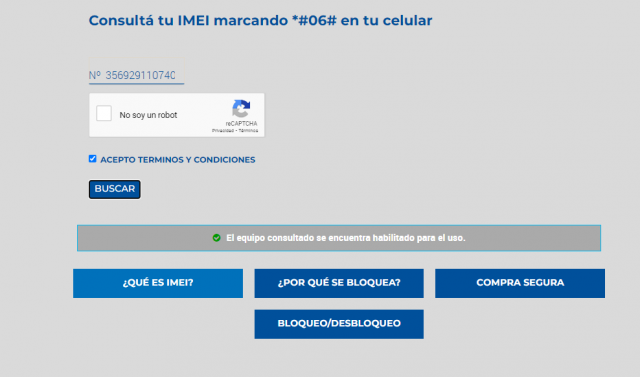 Consultá tu IMEI marcando *#06# en tu celular
Nº 35692911074C
No soy un robot
reCAPTCHA
Privacidad - Términos
ACEPTO TERMINOS Y CONDICIONES
BUSCAR
El equipo consultado se encuentra habilitado para el uso.
¿QUÉ ES IMEI?
¿POR QUÉ SE BLOQUEA?
COMPRA SEGURA
BLOQUEO/DESBLOQUEO